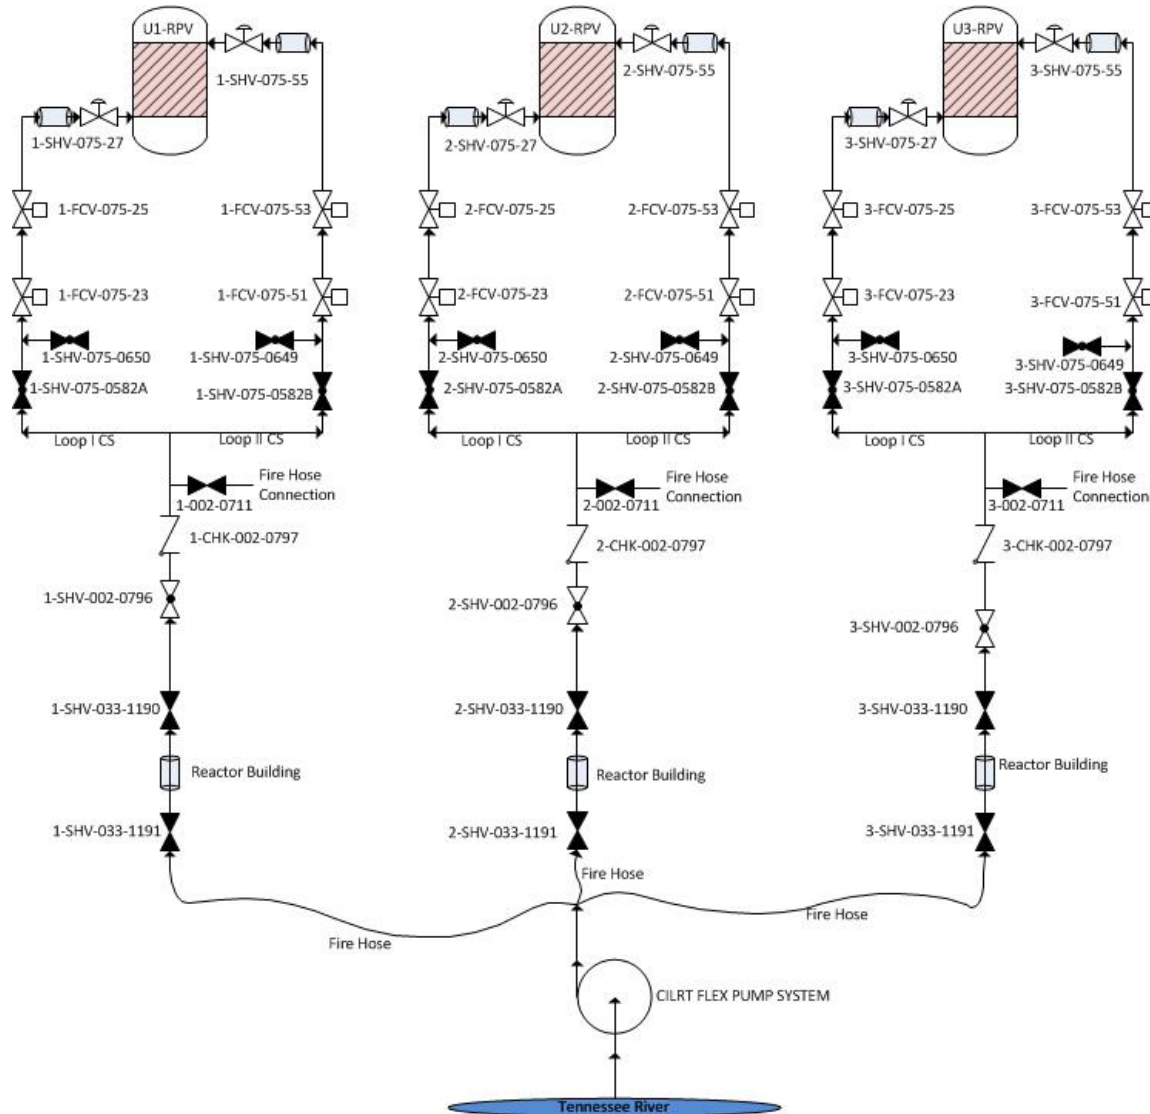 U1-RPV
1-SHV-075-55
1-SHV-075-27
1-FCV-075-25
1-FCV-075-53
1-FCV-075-23
1-FCV-075-51
1-SHV-075-0650
1-SHV-075-0649
1-SHV-075-0582A
1-SHV-075-0582B
Loop I CS
Loop II CS
Fire Hose
Connection
1-002-0711
1-CHK-002-0797
1-SHV-002-0796
1-SHV-033-1190
Reactor Building
1-SHV-033-1191
Fire Hose
U2-RPV
2-SHV-075-55
2-SHV-075-27
2-FCV-075-25
2-FCV-075-53
2-FCV-075-23
2-FCV-075-51
2-SHV-075-0650
2-SHV-075-0649
2-SHV-075-0582A
2-SHV-075-0582B
Loop I CS
Loop II CS
Fire Hose
Connection
2-002-0711
2-CHK-002-0797
2-SHV-002-0796
2-SHV-033-1190
Reactor Building
2-SHV-033-1191
Fire Hose
U3-RPV
3-SHV-075-55
3-SHV-075-27
3-FCV-075-25
3-FCV-075-53
3-FCV-075-23
3-FCV-075-51
3-SHV-075-0650
3-SHV-075-0649
3-SHV-075-0582A
3-SHV-075-0582B
Loop I CS
Loop II CS
Fire Hose
Connection
3-002-0711
3-CHK-002-0797
3-SHV-002-0796
3-SHV-033-1190
Reactor Building
3-SHV-033-1191
Fire Hose
CILRT FLEX PUMP SYSTEM
Tennessee River